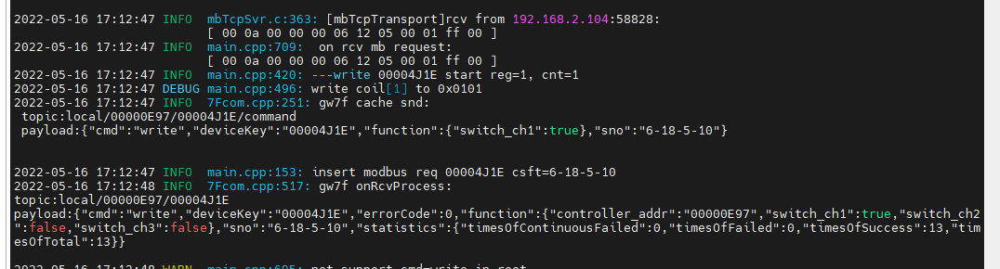 2022-05-16 17:12:47 INFO  mbTcpSvr.c:363: [mbTcpTransport]rcv from 192.168.2.104:58828:
[ 00 0a 00 00 00 06 12 05 00 01 ff 00 ]
2022-05-16 17:12:47 INFO  main.cpp:709:  on rcv mb request:
[ 00 0a 00 00 00 06 12 05 00 01 ff 00 ]
2022-05-16 17:12:47 INFO  main.cpp:420: ---write 00004J1E start reg=1, cnt=1
2022-05-16 17:12:47 DEBUG main.cpp:496: write coil[1] to 0x0101
2022-05-16 17:12:47 INFO  7Fcom.cpp:251: gw7f cache snd:
topic:local/00000E97/00004J1E/command
payload:{"cmd":"write","deviceKey":"00004J1E","function":{"switch_ch1":true},"sno":"6-18-5-10"}
2022-05-16 17:12:47 INFO  main.cpp:153: insert modbus req 00004J1E csft=6-18-5-10
2022-05-16 17:12:48 INFO  7Fcom.cpp:517: gw7f onRcvProcess:
topic:local/00000E97/00004J1E
payload:{"cmd":"write","deviceKey":"00004J1E","errorCode":0,"function":{"controller_addr":"00000E97","switch_ch1":true,"switch_ch2
":false,"switch_ch3":false},"sno":"6-18-5-10","statistics":{"timesOfContinuousFailed":0,"timesOfFailed":0,"timesOfSuccess":13,"tim
esOfTotal":13}}
2022-05-16 17:12:48 WARN  main.cpp:695: not support cmd=write in root